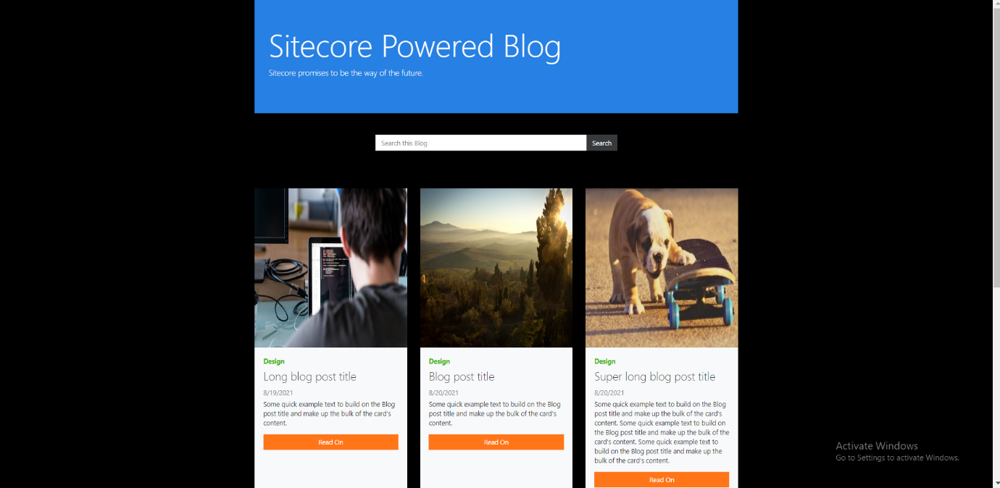 Sitecore Powered Blog
Sitecore promises to be the way of the future.
Search this Blog
Search
Design
Long blog post title
8/19/2021
Some quick example text to build on the Blog
post title and make up the bulk of the card's
content.
Read On
Design
Blog post title
8/20/2021
Some quick example text to build on the Blog
post title and make up the bulk of the card's
content.
Read On
Design
Super long blog post title
8/20/2021
Some quick example text to build on the Blog
post title and make up the bulk of the card's
content. Some quick example text to build on
the Blog post title and make up the bulk of the
card's content. Some quick example text to
build on the Blog post title and make up the
bulk of the card's content.
Read On
Activate Windows
Go to Settings to activate Windows.